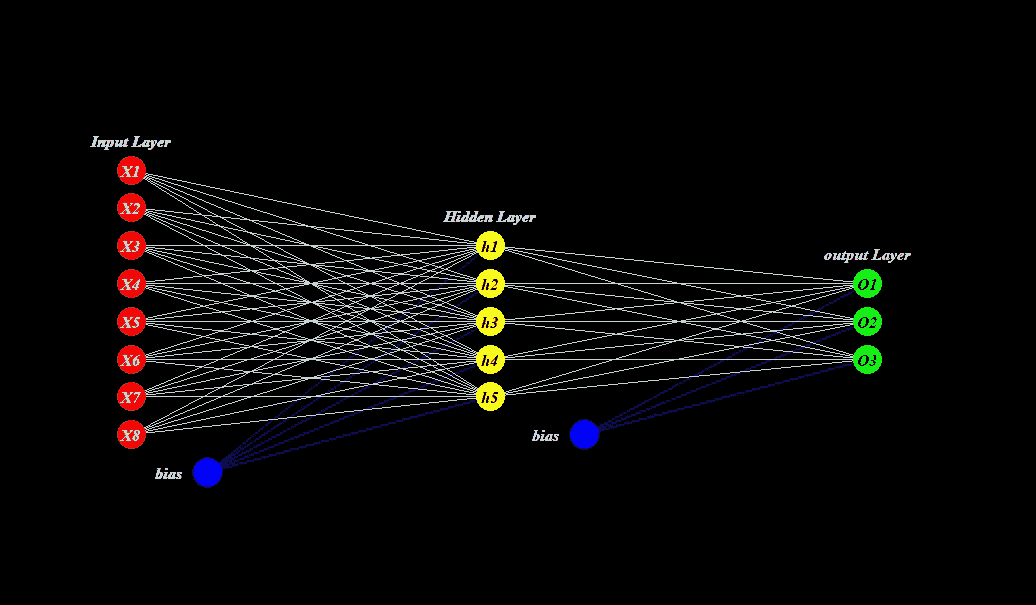 Input Layer
X1
X2
X3
X4
X5
X6
X7
X8
bias
Hidden Layer
h1
h2
h3
h4
h5
bias
output Layer
O1
O2
O3